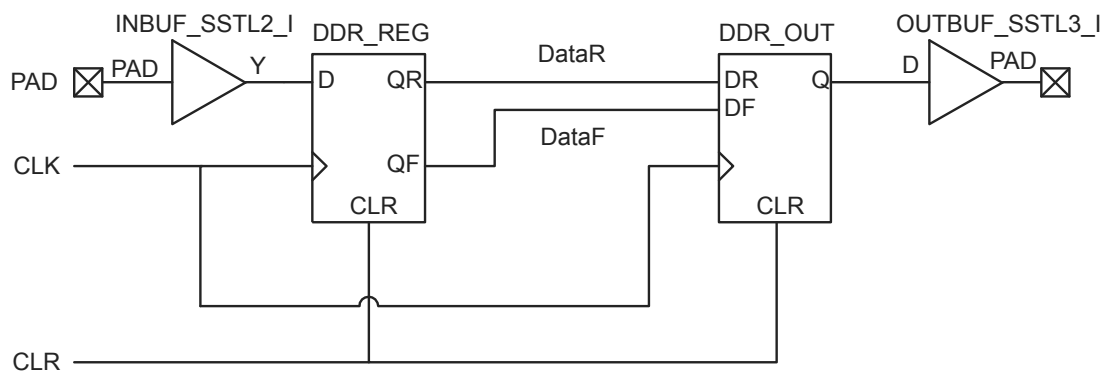 INBUF_SSTL2_I
DDR_REG
DDR_OUT
OUTBUF_SSTL3_I
PAD
PAD
Y
D
QR
DataR
DR
Q
D
PAD
DF
DataF
CLK
QF
CLR
CLR
CLR